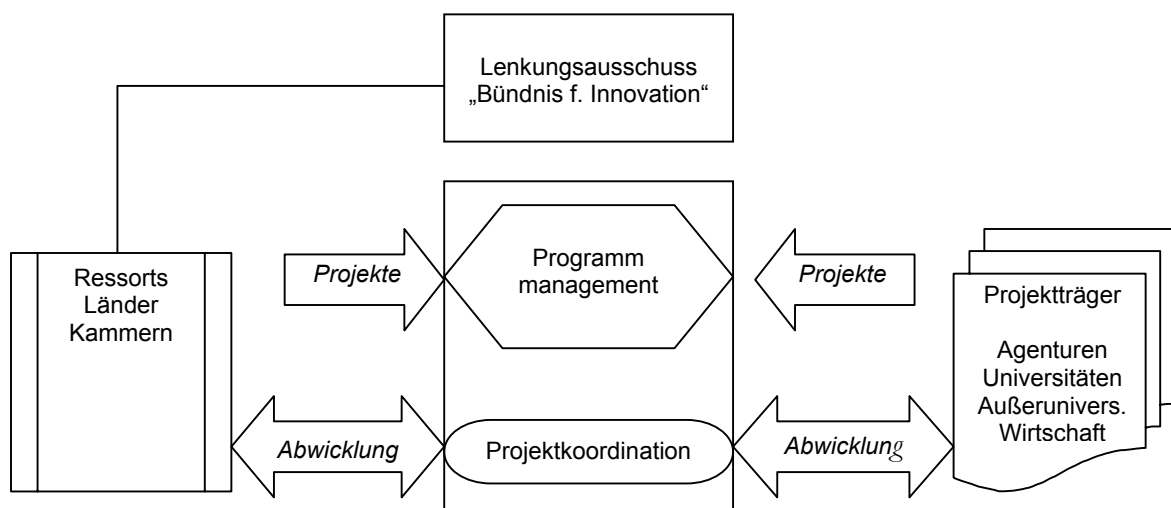 Lenkungsausschuss
„Bündnis f. Innovation“
Ressorts
Länder
Kammern
Projekte
Programm
management
Projekte
Projektträger
Agenturen
Universitäten
Außerunivers.
Wirtschaft
Abwicklung
Projektkoordination
Abwicklung